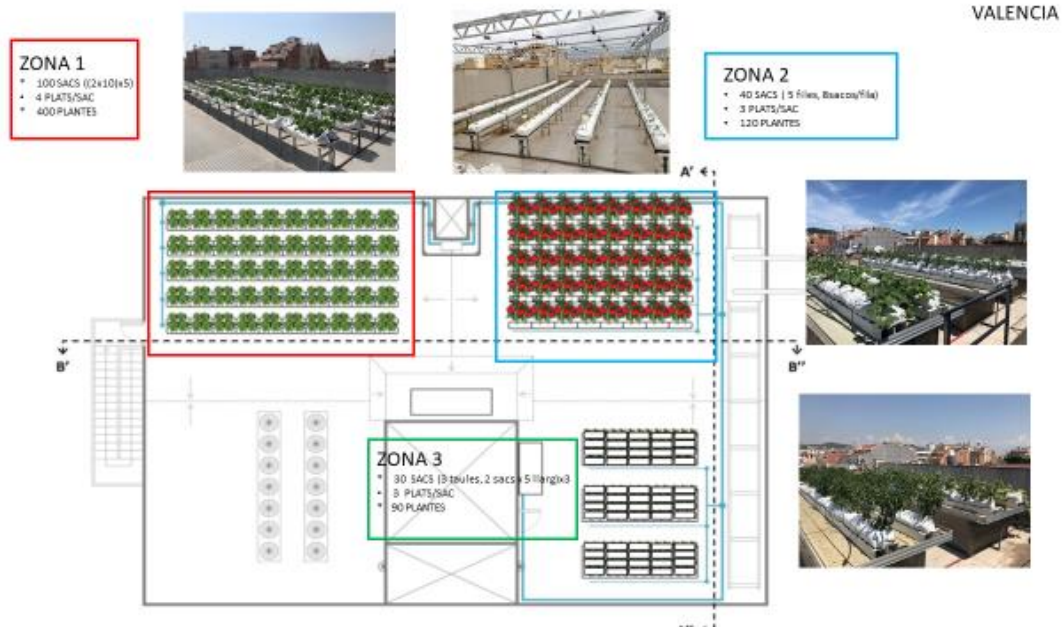 VALENCIA
ZONA 1
• 100 SACS ((2x10)x5)
• 4 PLATS/SAC
• 400 PLANTES
ZONA 2
• 40 SACS ( 5 files, 8sacos/fila)
• 3 PLATS/SAC
• 120 PLANTES
A'
B'
B''
ZONA 3
• 30 SACS (3 taules, 2 sacs x 5 llarg)x3
• 3 PLATS/SAC
• 90 PLANTES